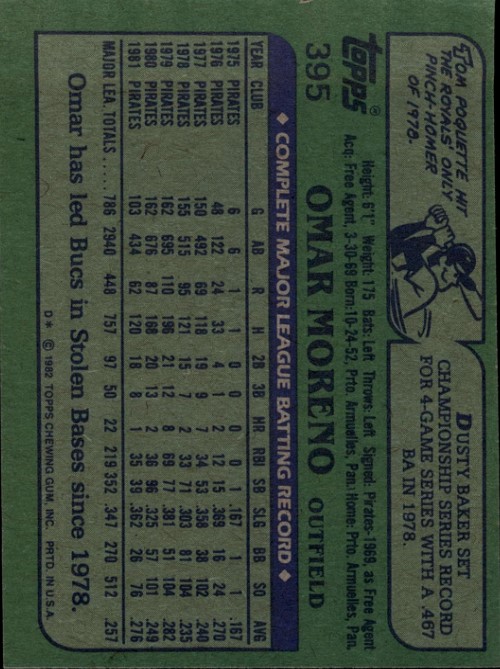 TOM POQUETTE HIT
THE ROYALS' ONLY
PINCH-HOMER
OF 1978.
DUSTY BAKER SET
CHAMPIONSHIP SERIES RECORD
FOR 4-GAME SERIES WITH A .467
BA IN 1978.
Topps®
Height: 6'1" Weight: 175 Bats: Left Throws: Left Signed: Pirates-1969, as Free Agent
Acq: Free Agent, 3-30-69 Born: 10-24-52, Prto. Armuelles, Pan. Home: Prto. Armuelles, Pan.
395 OMAR MORENO OUTFIELD
◆ COMPLETE MAJOR LEAGUE BATTING RECORD ◆
YEAR CLUB G AB R H 2B 3B HR RBI SB SLG BB SO AVG
1975 PIRATES 6 6 1 1 0 0 0 0 1 .167 1 1 .167
1976 PIRATES 48 122 24 33 4 1 2 12 15 .369 16 24 .270
1977 PIRATES 150 492 69 118 19 9 7 34 53 .358 38 102 .240
1978 PIRATES 155 515 95 121 15 7 2 33 71 .303 81 104 .235
1979 PIRATES 162 695 110 196 21 12 8 69 77 .381 51 104 .282
1980 PIRATES 162 676 87 168 20 13 2 36 96 .325 57 101 .249
1981 PIRATES 103 434 62 120 18 8 1 35 39 .362 26 76 .276
MAJOR LEA. TOTALS ..... 786 2940 448 757 97 50 22 219 352 .347 270 512 .257
Omar has led Bucs in Stolen Bases since 1978.
D* © 1982 TOPPS CHEWING GUM, INC. PRTD. IN U.S.A.